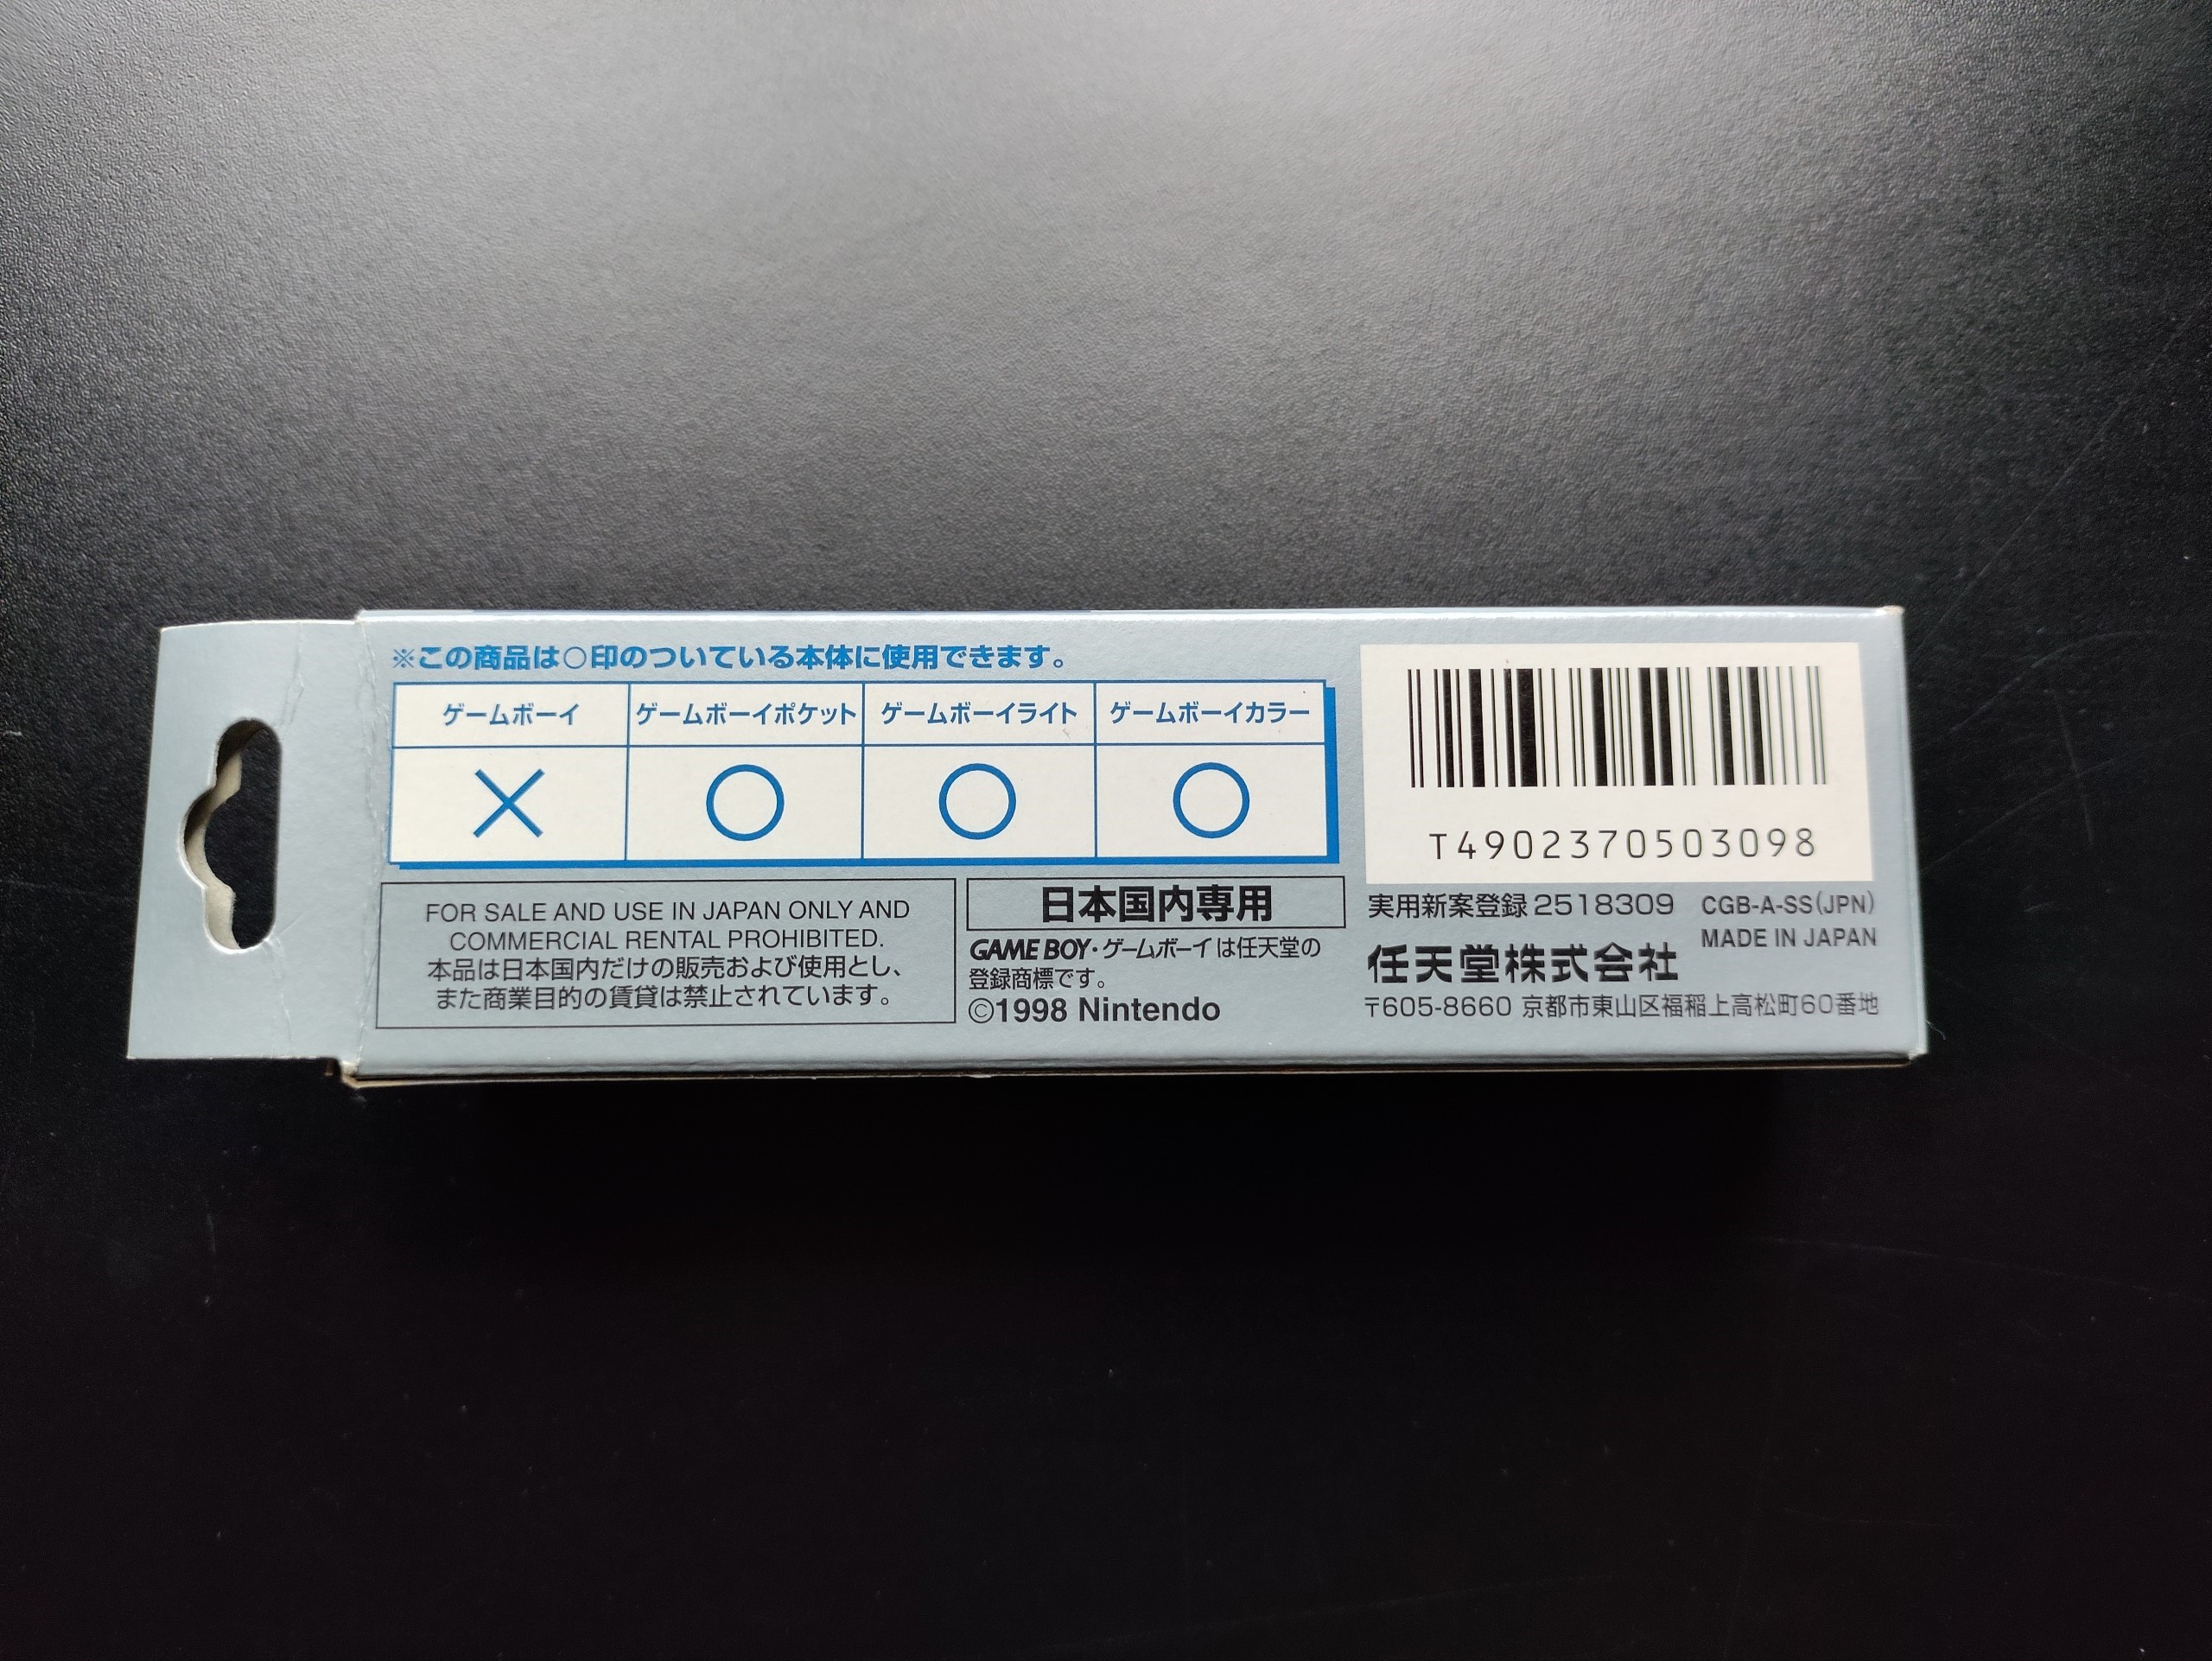 ※この商品は○印のついている本体に使用できます。
ゲームボーイ ゲームボーイポケット ゲームボーイライト ゲームボーイカラー
× ○ ○ ○
FOR SALE AND USE IN JAPAN ONLY AND
COMMERCIAL RENTAL PROHIBITED.
本品は日本国内だけの販売および使用とし、
また商業目的の賃貸は禁止されています。
日本国内専用
GAME BOY・ゲームボーイは任天堂の
登録商標です。
©1998 Nintendo
T4902370503098
実用新案登録2518309 CGB-A-SS(JPN)
MADE IN JAPAN
任天堂株式会社
〒605-8660 京都市東山区福稲上高松町60番地